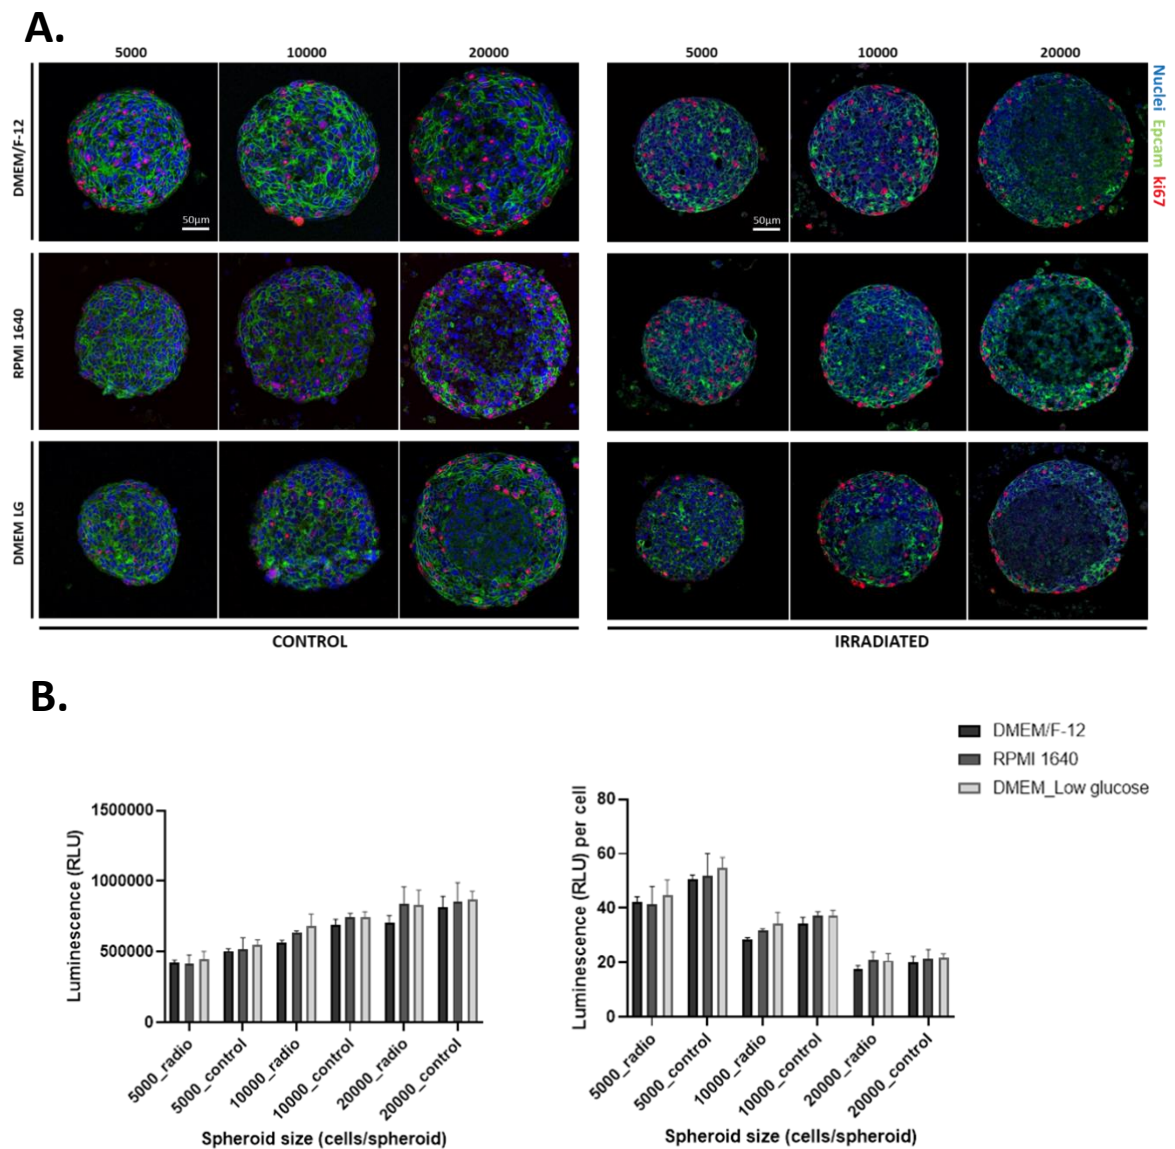 A.
5000 10000 20000 5000 10000 20000
DMEM/F-12
50µm
50µm
Nuclei Epcam ki67
RPMI 1640
DMEM LG
CONTROL
IRRADIATED
B.
DMEM/F-12
RPMI 1640
DMEM_Low glucose
Luminescence (RLU)
1500000
1000000
500000
0
5000_radio
5000_control
10000_radio
10000_control
20000_radio
20000_control
Spheroid size (cells/spheroid)
Luminescence (RLU) per cell
80
60
40
20
0
5000_radio
5000_control
10000_radio
10000_control
20000_radio
20000_control
Spheroid size (cells/spheroid)